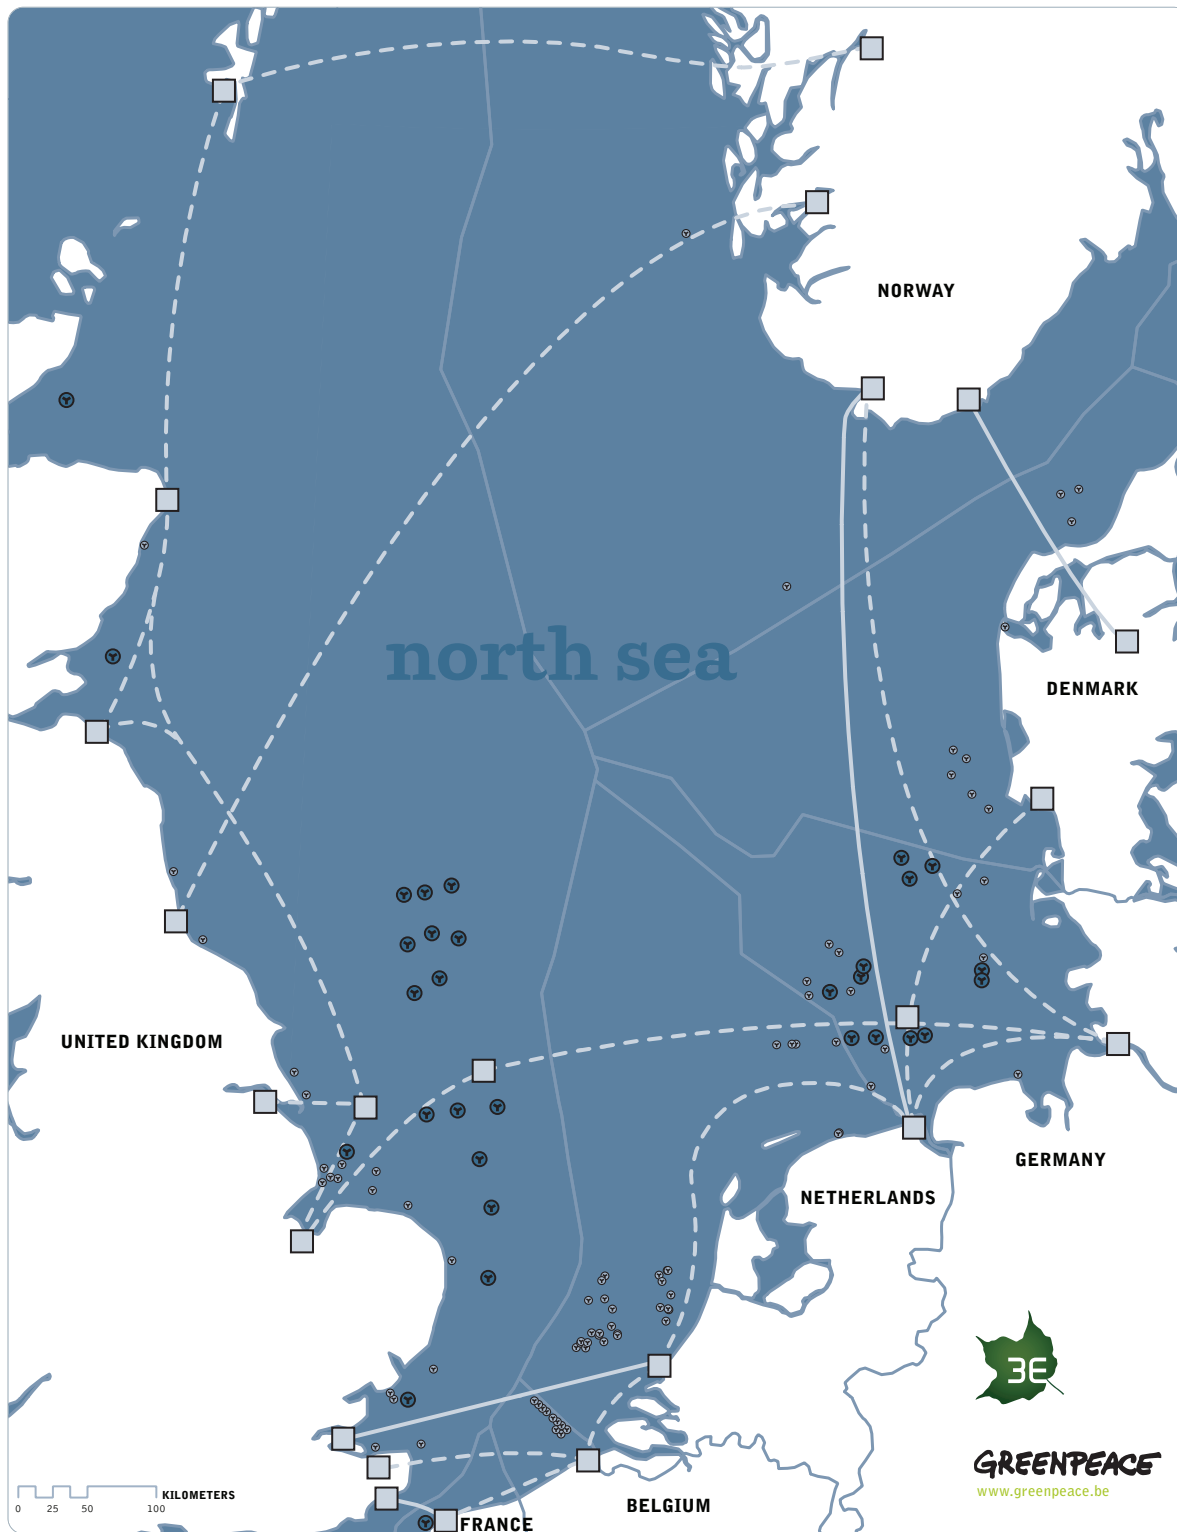 NORWAY
north sea
DENMARK
UNITED KINGDOM
GERMANY
NETHERLANDS
3E
GREENPEACE
www.greenpeace.be
KILOMETERS
0 25 50 100
BELGIUM
FRANCE